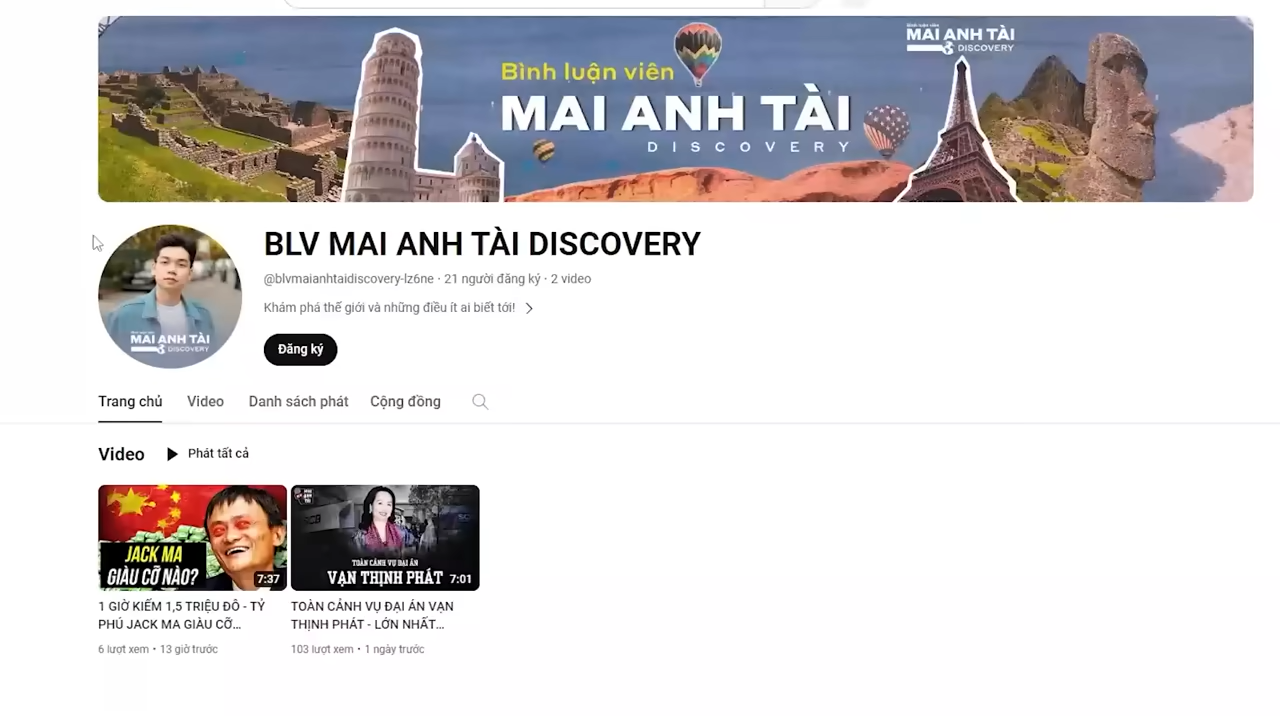 MAI ANH TÀI
DISCOVERY
Bình luận viên
MAI ANH TÀI
DISCOVERY
BLV MAI ANH TÀI DISCOVERY
@blvmaianhtaidiscovery-lz6ne · 21 người đăng ký · 2 video
Khám phá thế giới và những điều ít ai biết tới!
MAI ANH TÀI
DISCOVERY
Đăng ký
Trang chủ Video Danh sách phát Cộng đồng
Video Phát tất cả
JACK MA
GIÀU CỠ NÀO?
7:37
TOÀN CẢNH VỤ ĐẠI ÁN
VẠN THỊNH PHÁT
7:01
1 GIỜ KIẾM 1,5 TRIỆU ĐÔ - TỶ
PHÚ JACK MA GIÀU CỠ...
6 lượt xem • 13 giờ trước
TOÀN CẢNH VỤ ĐẠI ÁN VẠN
THỊNH PHÁT - LỚN NHẤT...
103 lượt xem • 1 ngày trước